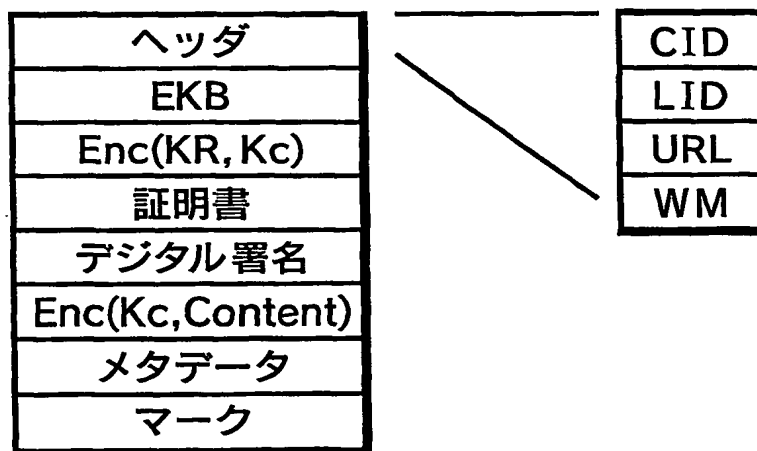 ヘッダ
EKB
Enc(KR, Kc)
証明書
デジタル署名
Enc(Kc,Content)
メタデータ
マーク
CID
LID
URL
WM